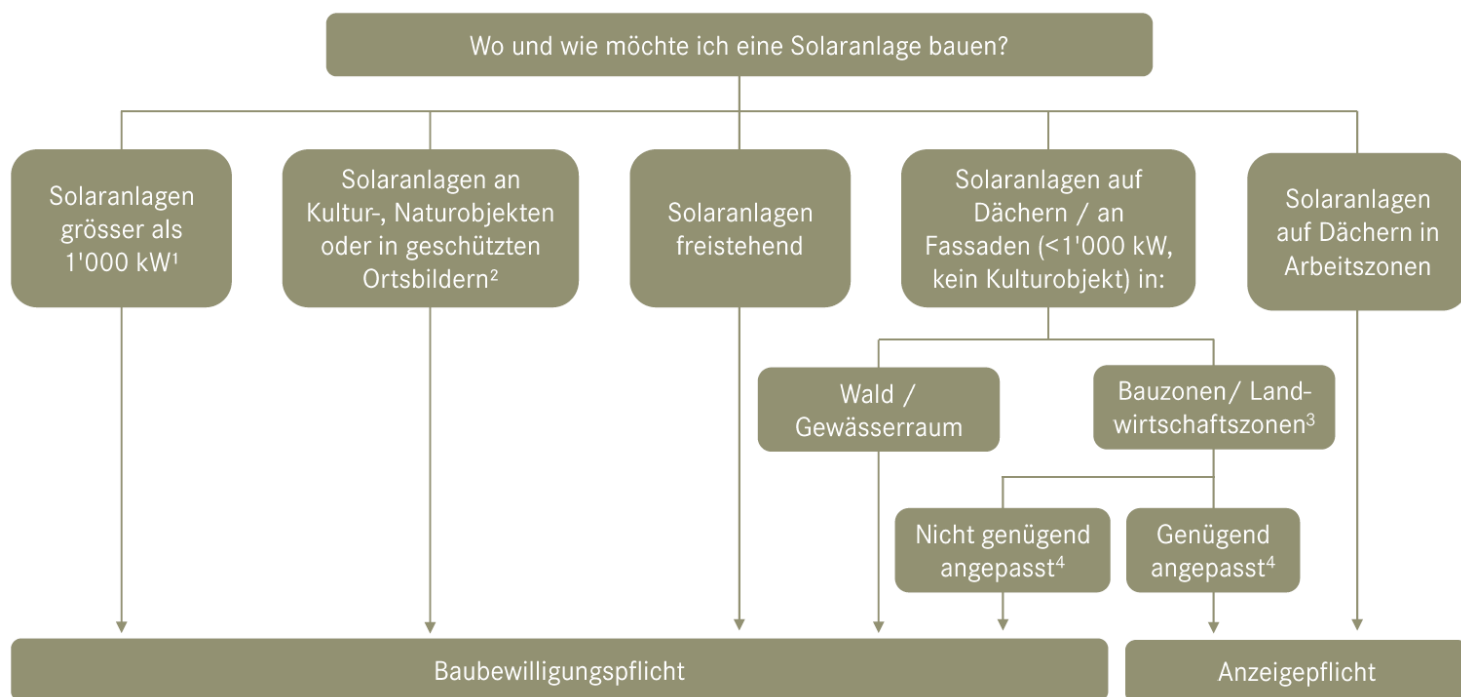 Wo und wie möchte ich eine Solaranlage bauen?
Solaranlagen
grösser als
1'000 kW¹
Solaranlagen an
Kultur-, Naturobjekten
oder in geschützten
Ortsbildern²
Solaranlagen
freistehend
Solaranlagen auf
Dächern / an
Fassaden (<1'000 kW,
kein Kulturobjekt) in:
Solaranlagen
auf Dächern in
Arbeitszonen
Wald /
Gewässerraum
Bauzonen/ Land-
wirtschaftszonen³
Nicht genügend
angepasst⁴
Genügend
angepasst⁴
Baubewilligungspflicht
Anzeigepflicht